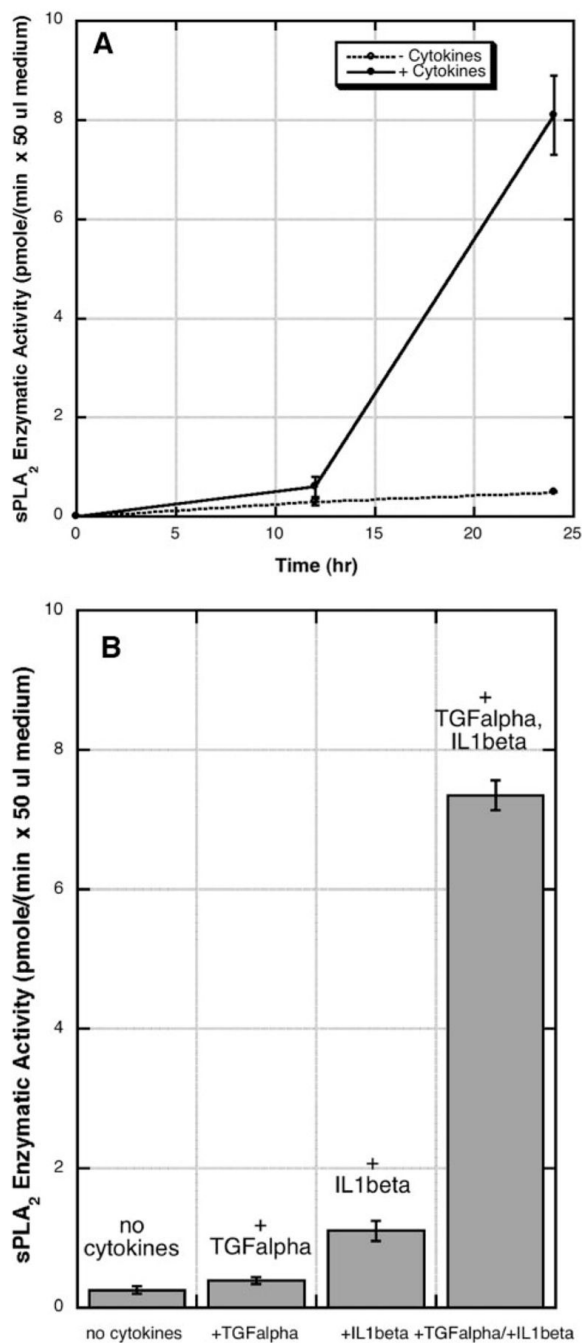 A
- Cytokines
+ Cytokines
sPLA2 Enzymatic Activity (pmole/(min x 50 ul medium)
10
8
6
4
2
0
0
5
10
15
20
25
Time (hr)
B
sPLA2 Enzymatic Activity (pmole/(min x 50 ul medium)
10
8
6
4
2
0
no
cytokines
+
TGFalpha
+
IL1beta
+
TGFalpha,
IL1beta
no cytokines
+TGFalpha
+IL1beta
+TGFalpha/+IL1beta